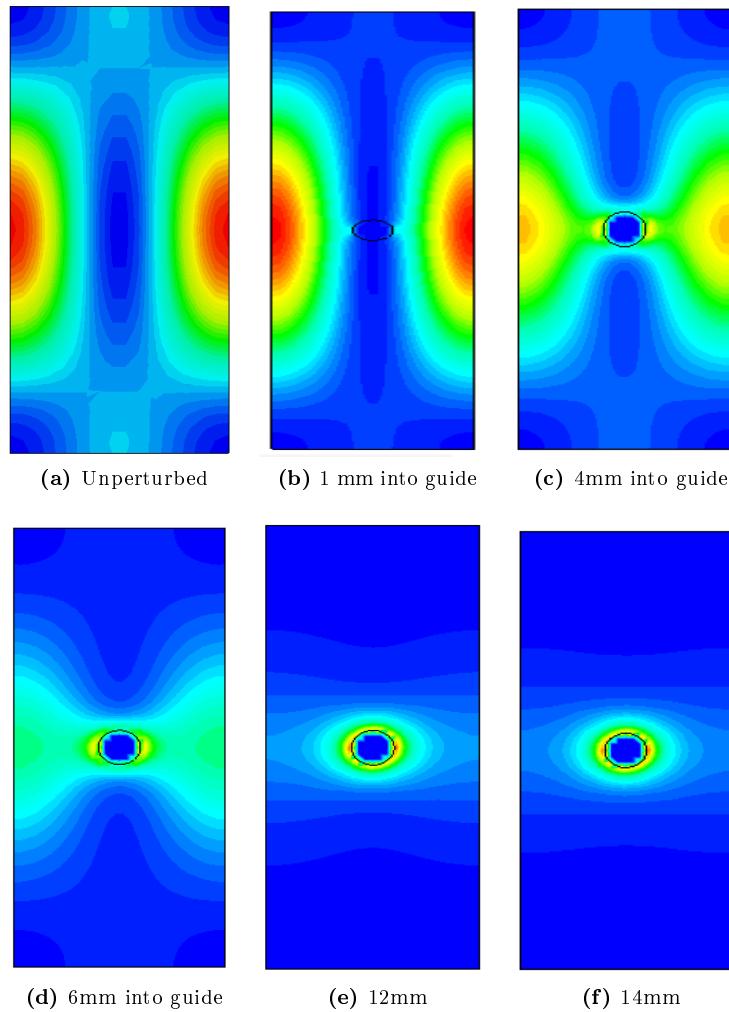 (a) Unperturbed
(b) 1 mm into guide
(c) 4mm into guide
(d) 6mm into guide
(e) 12mm
(f) 14mm